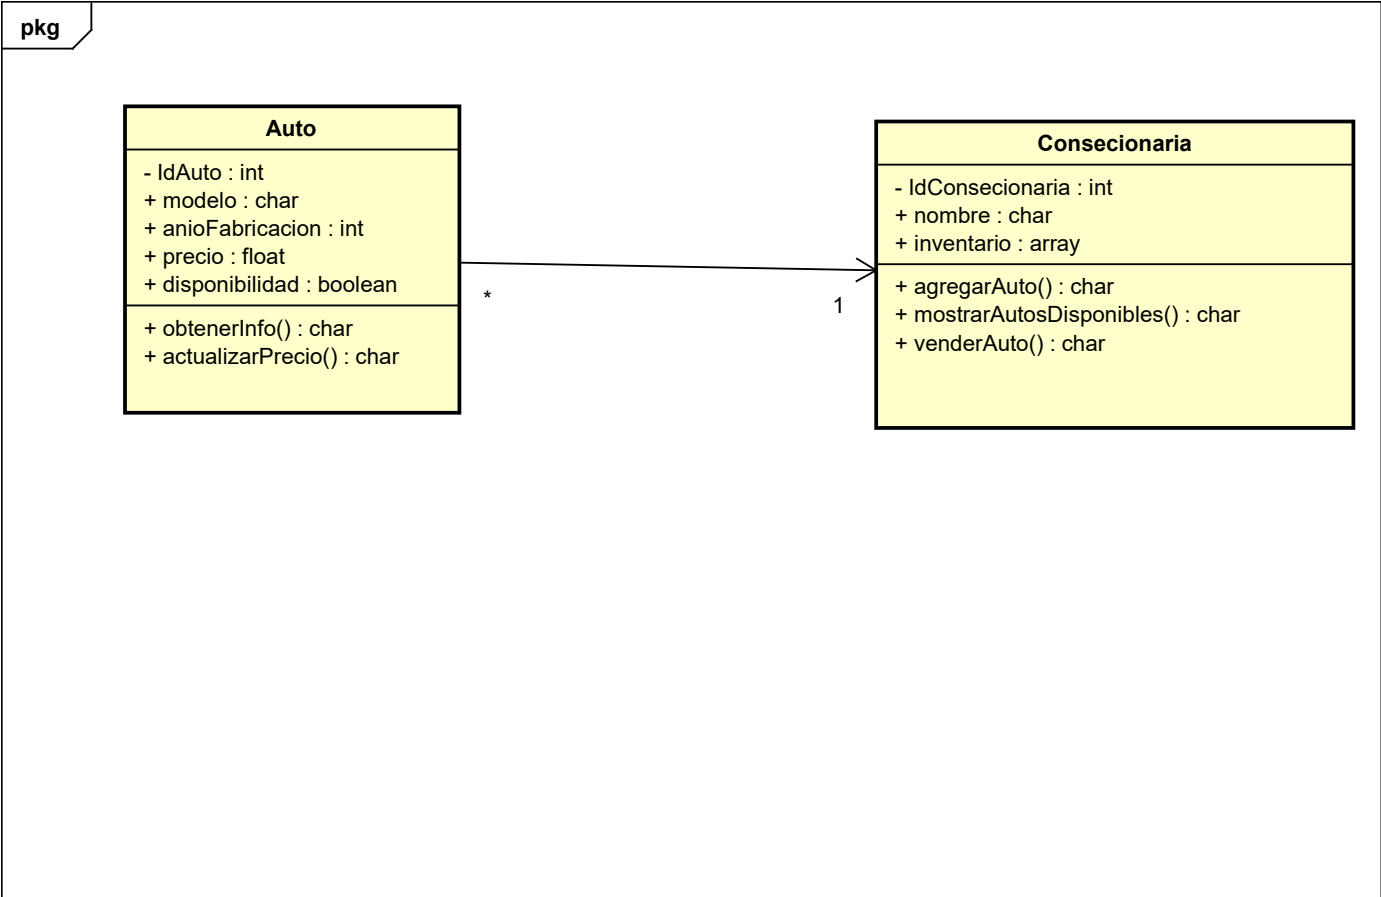 pkg
Auto
- IdAuto : int
+ modelo : char
+ anioFabricacion : int
+ precio : float
+ disponibilidad : boolean
+ obtenerInfo() : char
+ actualizarPrecio() : char
*
1
Consecionaria
- IdConsecionaria : int
+ nombre : char
+ inventario : array
+ agregarAuto() : char
+ mostrarAutosDisponibles() : char
+ venderAuto() : char